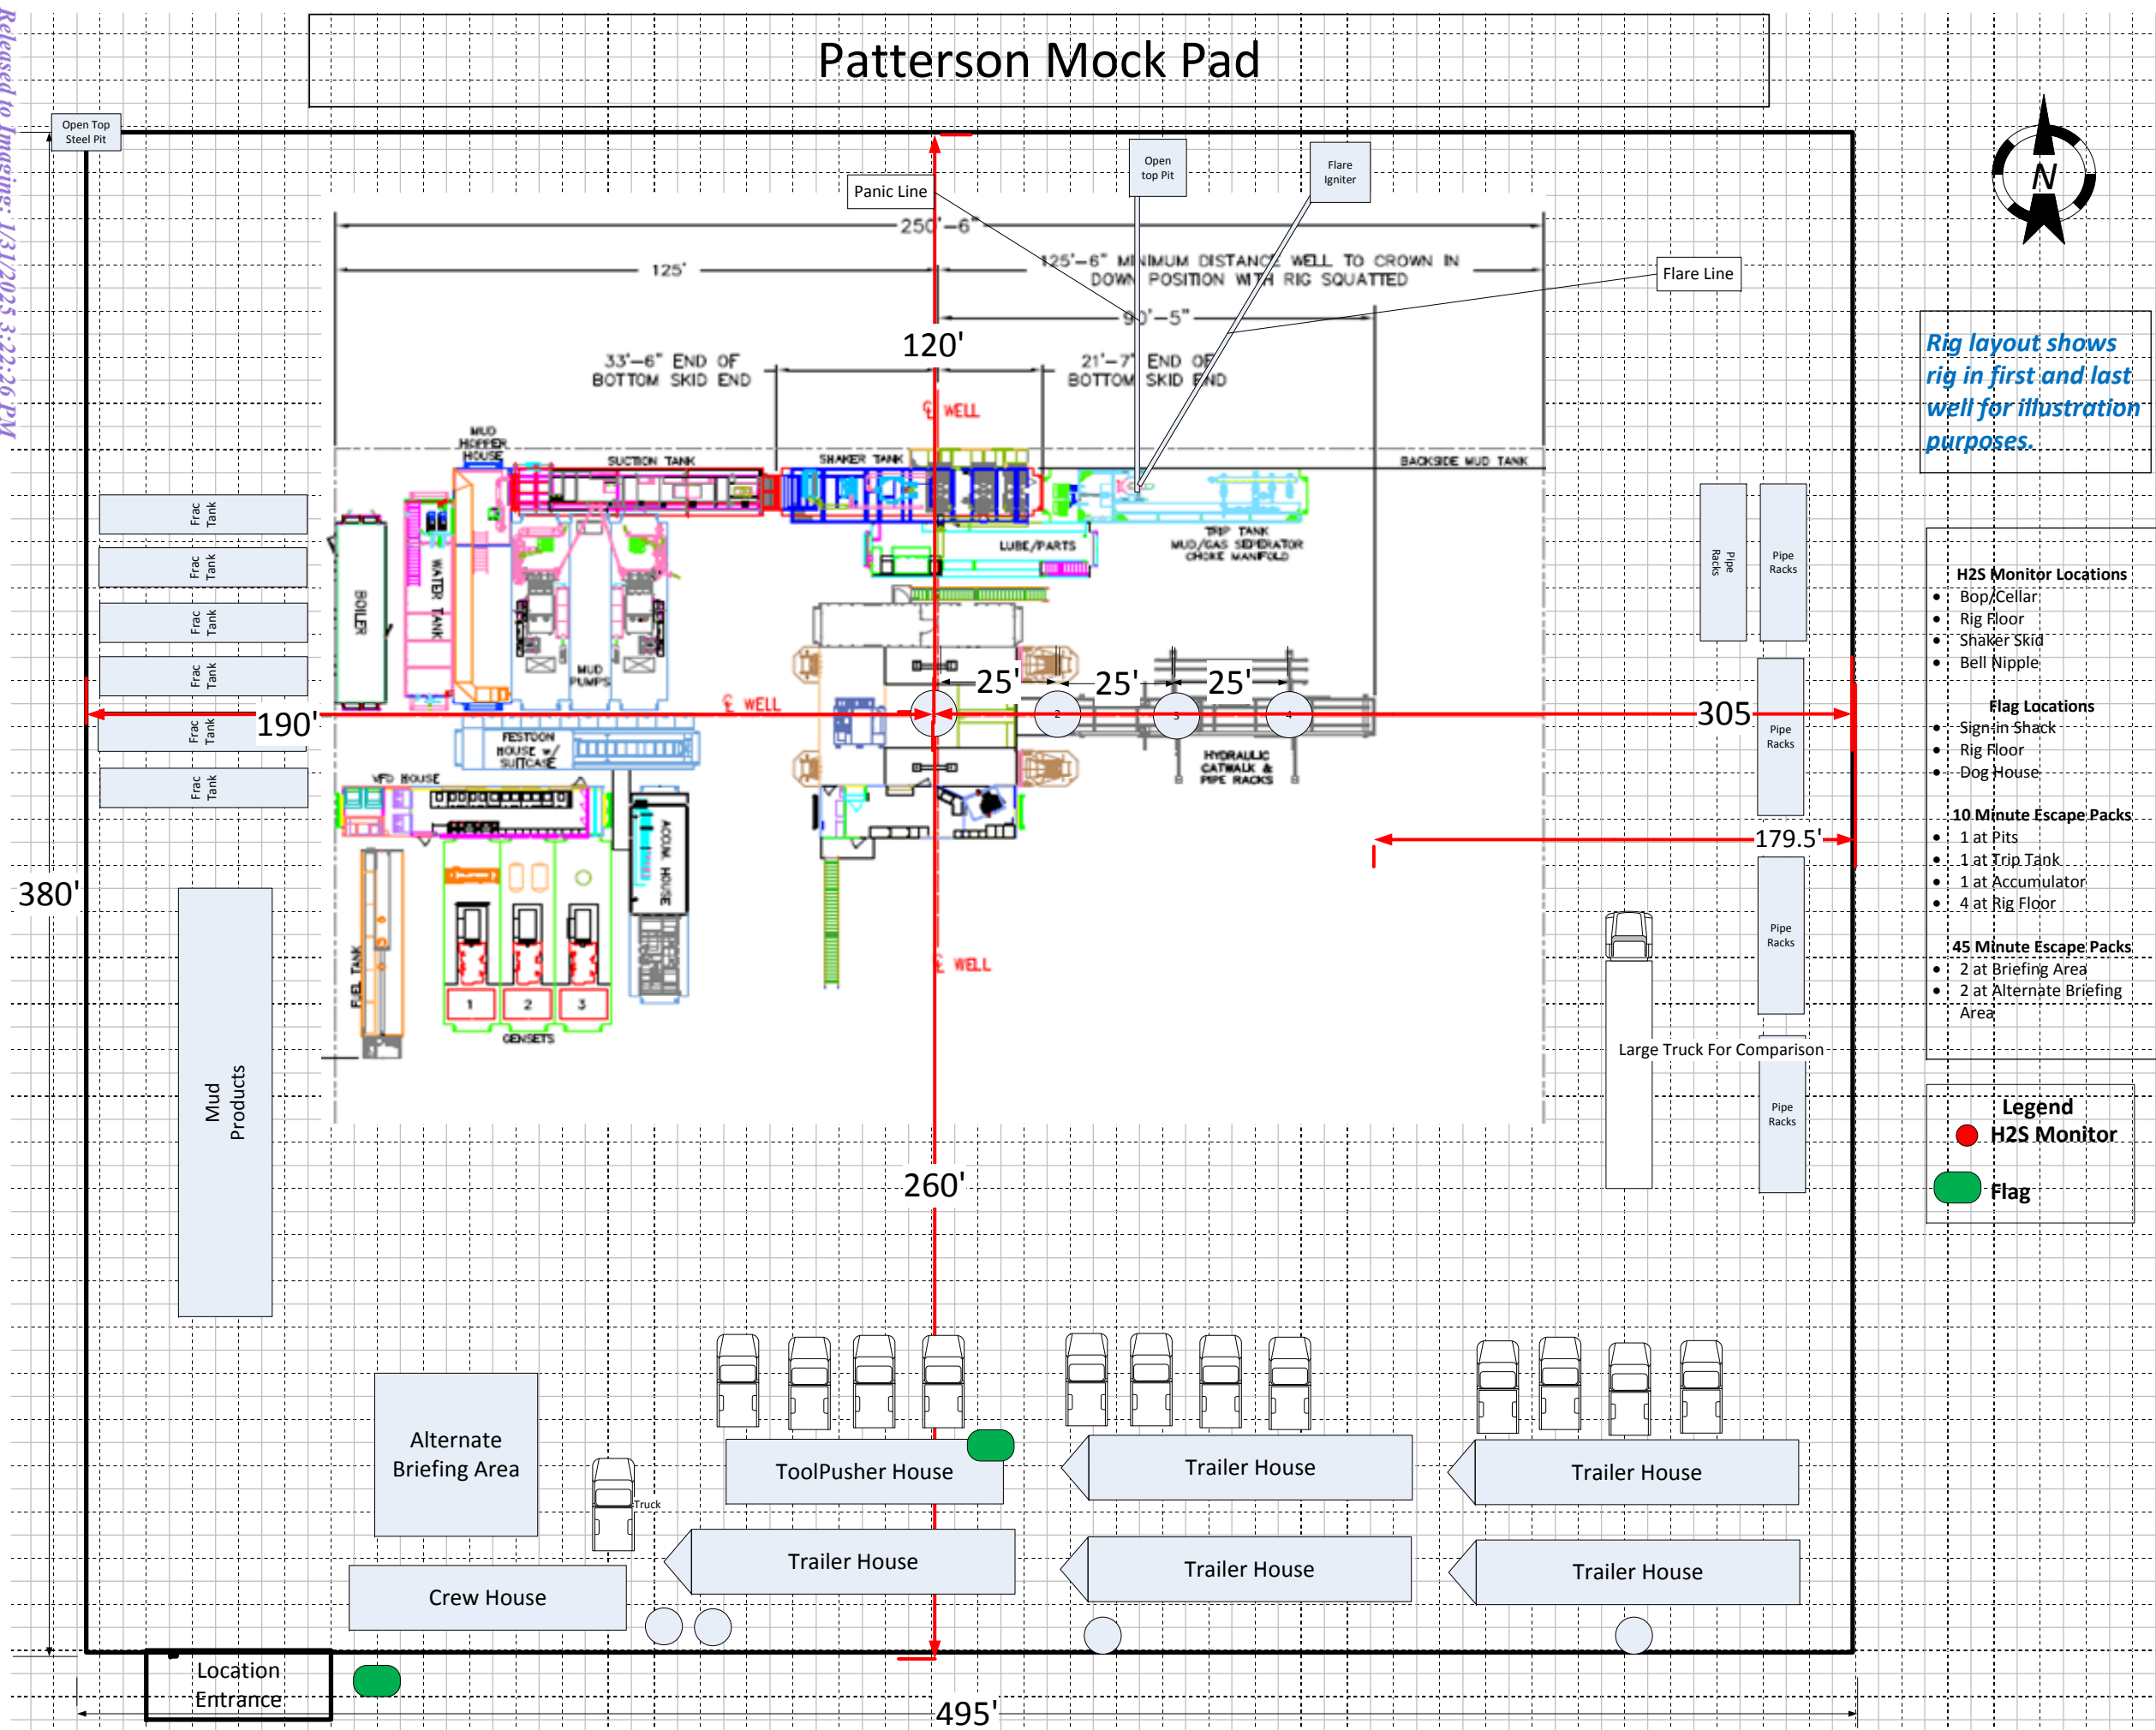 Released to Imaging: 1/31/2025 3:22:26 PM
Patterson Mock Pad
Open Top
Steel Pit
Open
top Pit
Flare
Igniter
Panic Line
N
250'-6"
125'
125'-6" MINIMUM DISTANCE WELL TO CROWN IN
DOWN POSITION WITH RIG SQUATTED
Flare Line
90'-5"
120'
33'-6" END OF
BOTTOM SKID END
21'-7" END OF
BOTTOM SKID END
Rig layout shows
rig in first and last
well for illustration
purposes.
℄ WELL
MUD
HOPPER
HOUSE
SUCTION TANK
SHAKER TANK
BACKSIDE MUD TANK
Frac
Tank
Frac
Tank
Frac
Tank
Frac
Tank
Frac
Tank
Frac
Tank
BOILER
WATER TANK
MUD
PUMPS
LUBE/PARTS
TRIP TANK
MUD/GAS SEPERATOR
CHOKE MANIFOLD
Pipe
Racks
Pipe
Racks
H2S Monitor Locations
• Bop/Cellar
• Rig Floor
• Shaker Skid
• Bell Nipple
Flag Locations
• Sign-in Shack
• Rig Floor
• Dog House
10 Minute Escape Packs
• 1 at Pits
• 1 at Trip Tank
• 1 at Accumulator
• 4 at Rig Floor
45 Minute Escape Packs
• 2 at Briefing Area
• 2 at Alternate Briefing
Area
25'
25'
25'
190'
℄ WELL
2
3
4
305
Pipe
Racks
FESTOON
HOUSE w/
SUITCASE
HYDRAULIC
CATWALK &
PIPE RACKS
VFD HOUSE
ACCUM. HOUSE
179.5'
380'
FUEL TANK
1
2
3
GENSETS
℄ WELL
Pipe
Racks
Large Truck For Comparison
Pipe
Racks
Mud
Products
Legend
H2S Monitor
Flag
260'
Alternate
Briefing Area
Truck
ToolPusher House
Trailer House
Trailer House
Crew House
Trailer House
Trailer House
Trailer House
Location
Entrance
495'